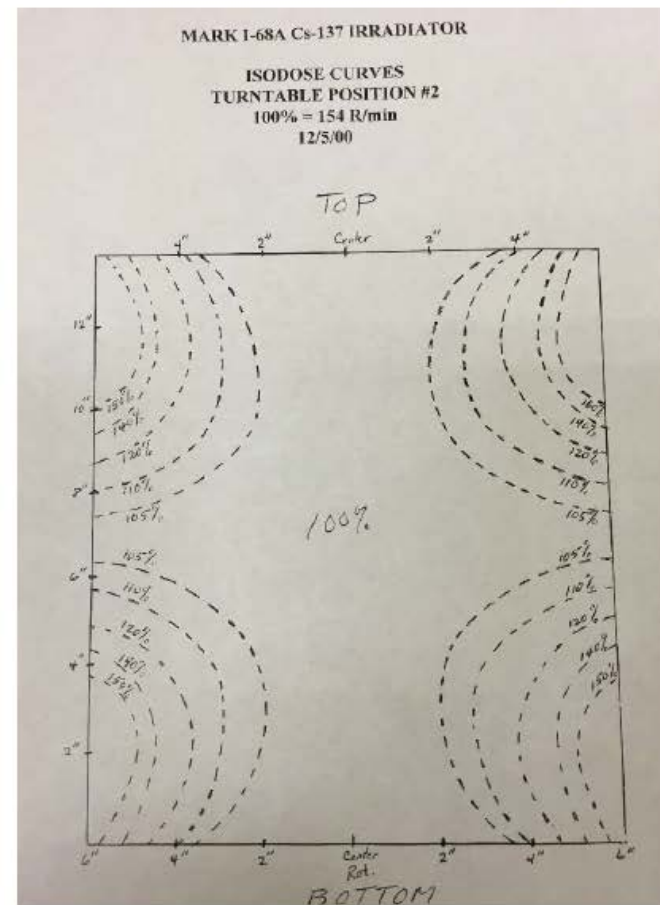 MARK I-68A Cs-137 IRRADIATOR
ISODOSE CURVES
TURNTABLE POSITION #2
100% = 154 R/min
12/5/00
TOP
4" 2" Center 2" 4"
12"
10"
150% 160%
140% 140%
120% 120%
8" 110% 110%
105% 105%
100%
105% 105%
6"
110% 110%
120% 120%
4" 140% 140%
150% 150%
2"
6" 4" 2" Center 2" 4" 6"
Rot.
BOTTOM